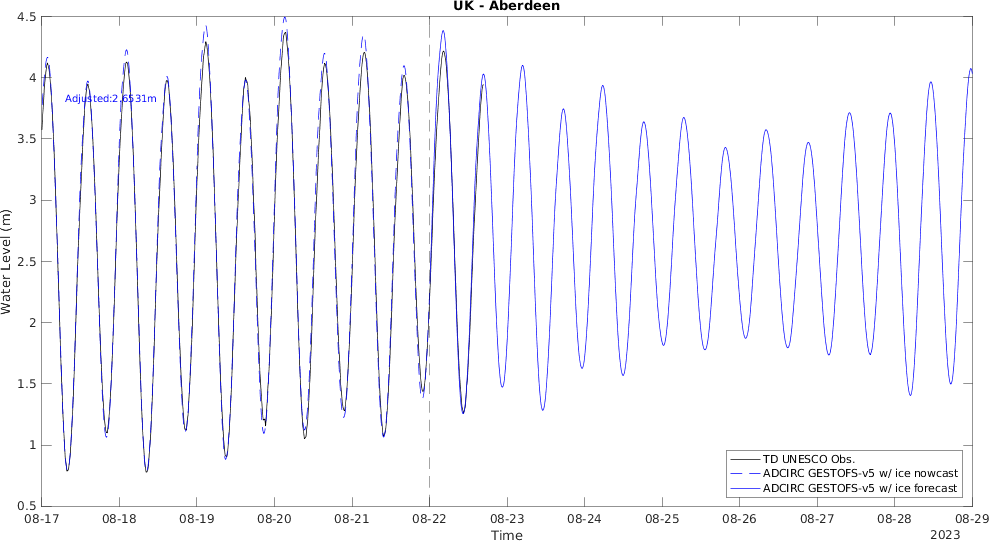 UK - Aberdeen
4.5
4
3.5
3
2.5
2
1.5
1
0.5
Water Level (m)
Adjusted:2.6531m
TD UNESCO Obs.
ADCIRC GESTOFS-v5 w/ ice nowcast
ADCIRC GESTOFS-v5 w/ ice forecast
08-17 08-18 08-19 08-20 08-21 08-22 08-23 08-24 08-25 08-26 08-27 08-28 08-29
Time
2023